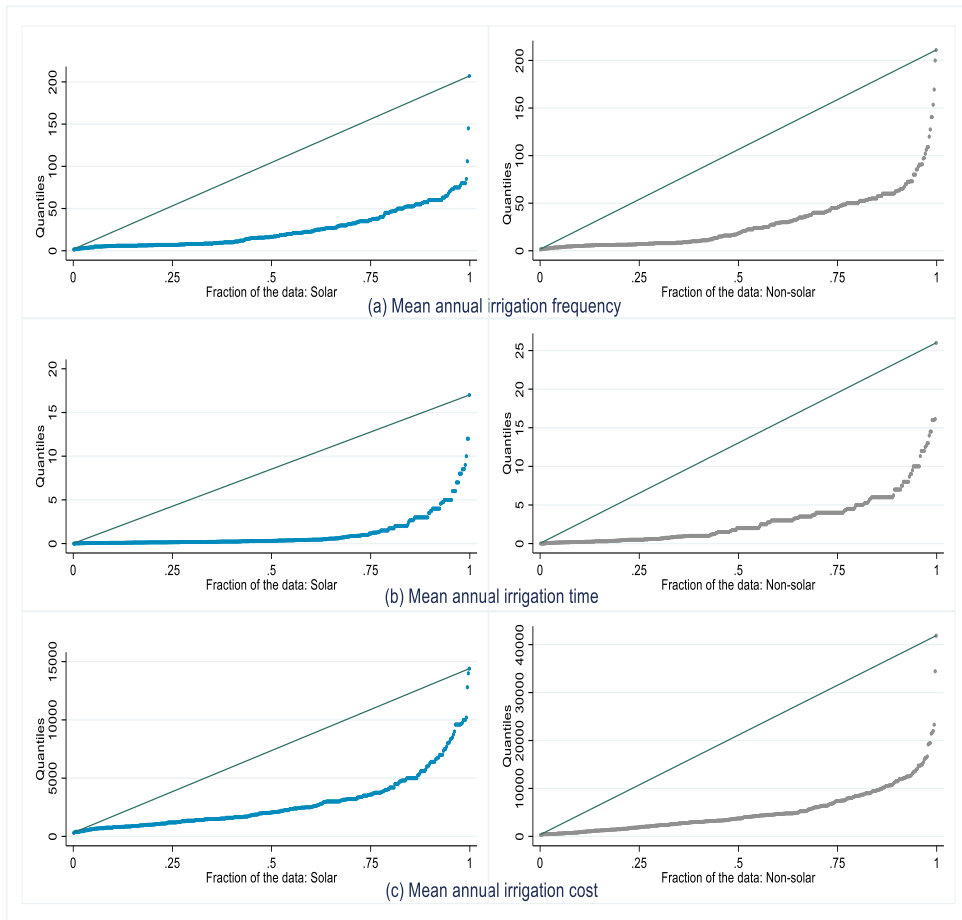 Quantiles
0 50 100 150 200
0 .25 .5 .75 1
Fraction of the data: Solar
Quantiles
0 50 100 150 200
0 .25 .5 .75 1
Fraction of the data: Non-solar
(a) Mean annual irrigation frequency
Quantiles
0 5 10 15 20
0 .25 .5 .75 1
Fraction of the data: Solar
Quantiles
0 5 10 15 20 25
0 .25 .5 .75 1
Fraction of the data: Non-solar
(b) Mean annual irrigation time
Quantiles
0 5000 10000 15000
0 .25 .5 .75 1
Fraction of the data: Solar
Quantiles
0 10000 20000 30000 40000
0 .25 .5 .75 1
Fraction of the data: Non-solar
(c) Mean annual irrigation cost